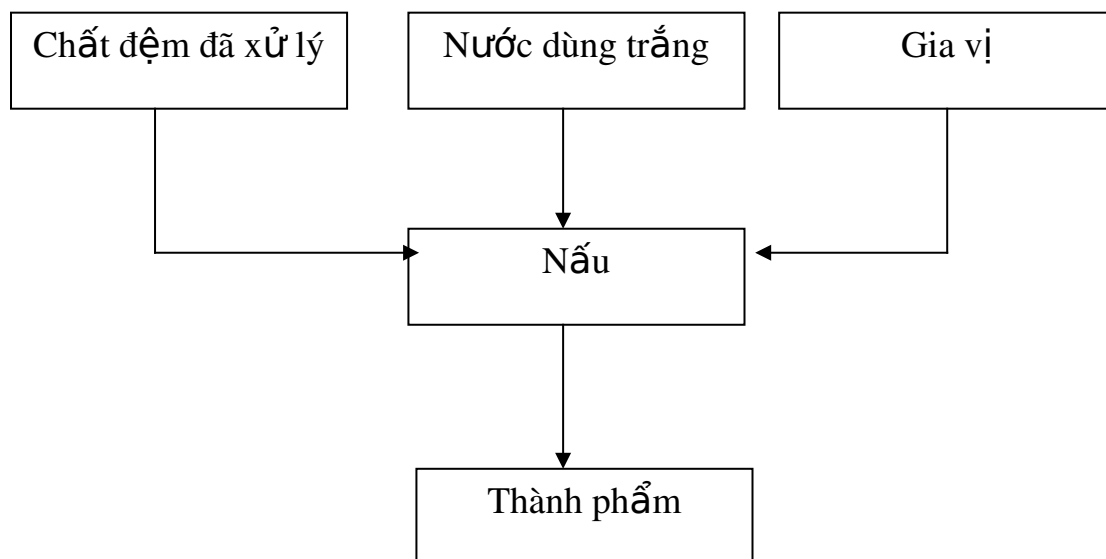 Chất đệm đã xử lý
Nước dùng trắng
Gia vị
Nấu
Thành phẩm